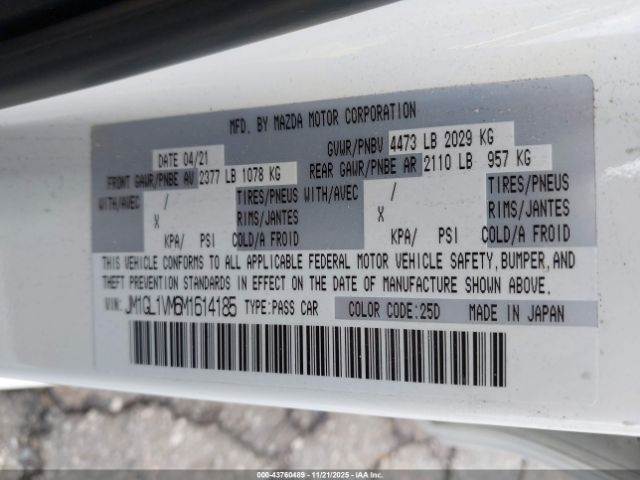 MFD. BY MAZDA MOTOR CORPORATION
DATE 04/21 GVWR/PNBV 4473 LB 2029 KG
FRONT GAWR/PNBE AV 2377 LB 1078 KG REAR GAWR/PNBE AR 2110 LB 957 KG
WITH/AVEC / TIRES/PNEUS WITH/AVEC / TIRES/PNEUS
X RIMS/JANTES X RIMS/JANTES
KPA/ PSI COLD/A FROID KPA/ PSI COLD/A FROID
THIS VEHICLE CONFORMS TO ALL APPLICABLE FEDERAL MOTOR VEHICLE SAFETY, BUMPER, AND
THEFT PREVENTION STANDARDS IN EFFECT ON THE DATE OF MANUFACTURE SHOWN ABOVE.
VIN: JM1GL1VM6M1614185 TYPE:PASS CAR COLOR CODE:25D MADE IN JAPAN
000-43760489 - 11/21/2025 - IAAI.COM